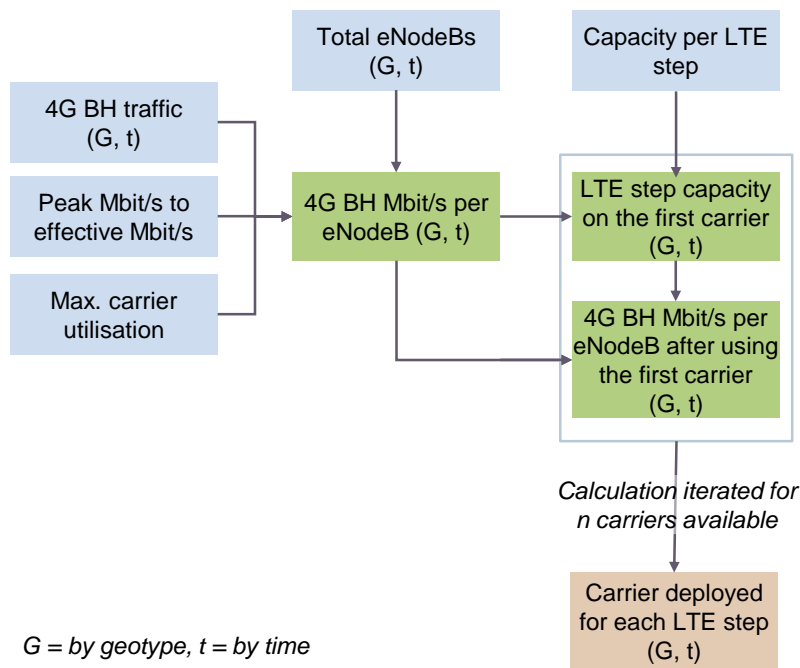 Total eNodeBs
(G, t)
Capacity per LTE
step
4G BH traffic
(G, t)
Peak Mbit/s to
effective Mbit/s
Max. carrier
utilisation
4G BH Mbit/s per
eNodeB (G, t)
LTE step capacity
on the first carrier
(G, t)
4G BH Mbit/s per
eNodeB after using
the first carrier
(G, t)
Calculation iterated for
n carriers available
Carrier deployed
for each LTE step
(G, t)
G = by geotype, t = by time